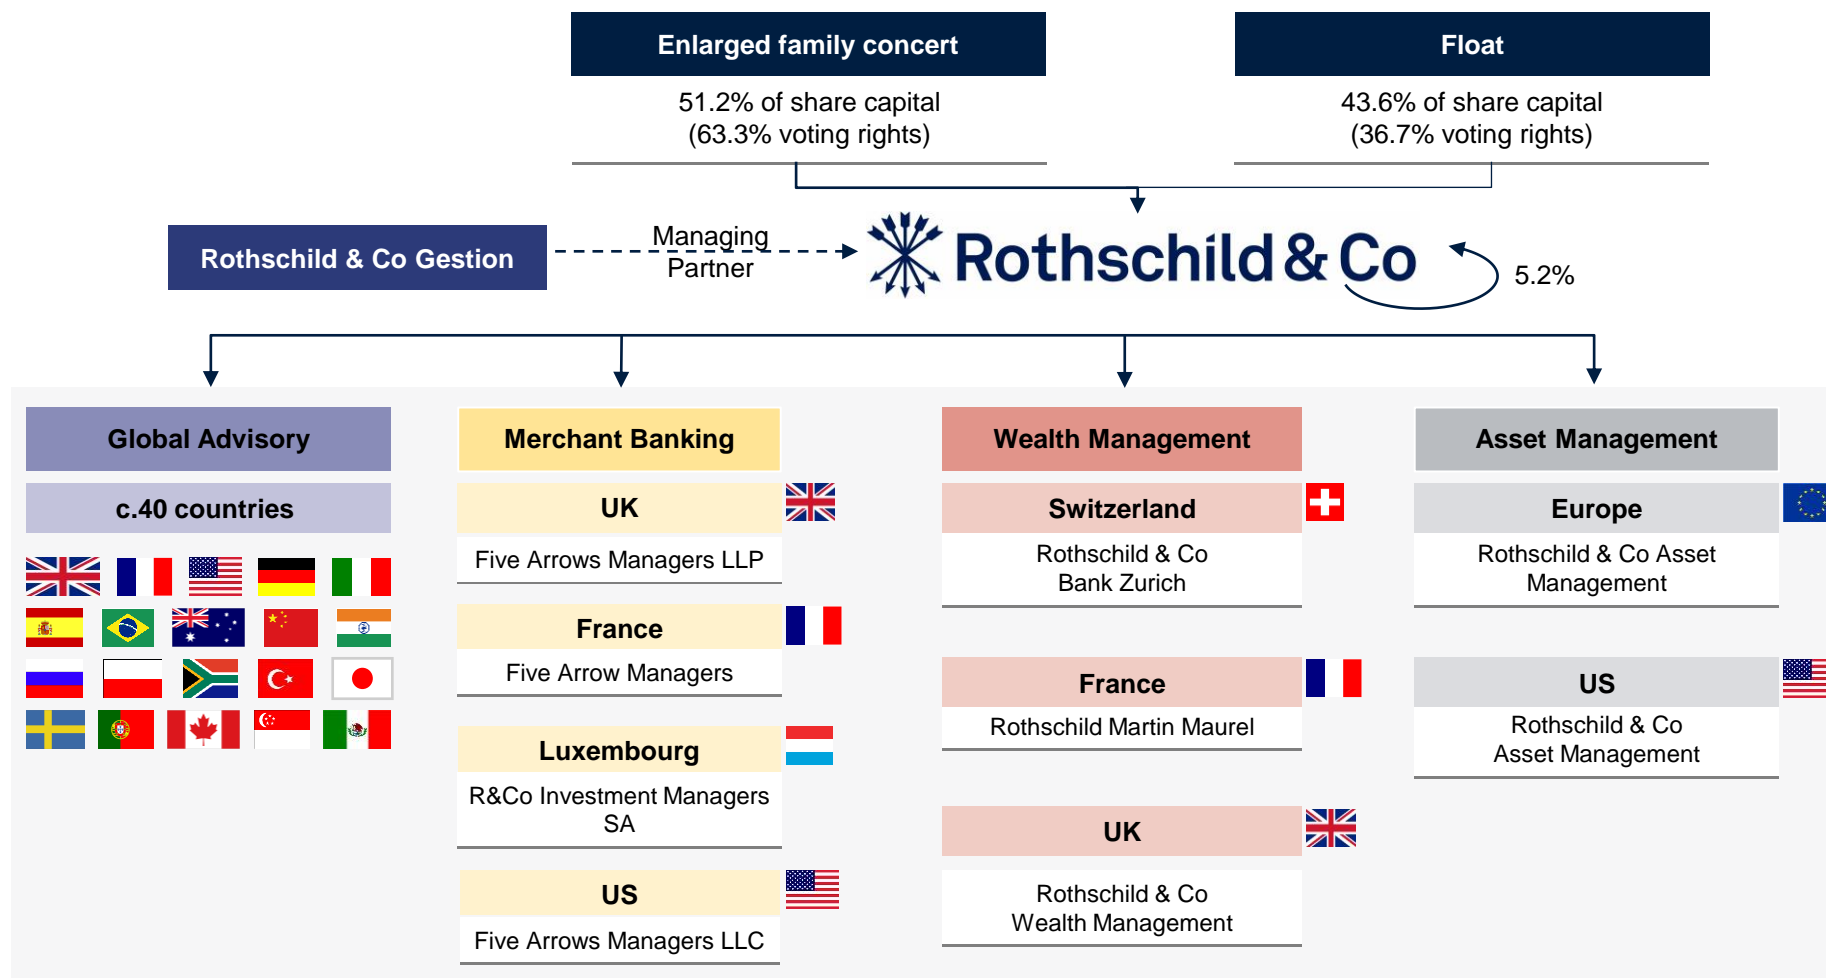 Enlarged family concert
51.2% of share capital
(63.3% voting rights)
Float
43.6% of share capital
(36.7% voting rights)
Rothschild & Co Gestion
Managing
Partner
Rothschild & Co
5.2%
Global Advisory
c.40 countries
Merchant Banking
UK
Five Arrows Managers LLP
France
Five Arrow Managers
Luxembourg
R&Co Investment Managers
SA
US
Five Arrows Managers LLC
Wealth Management
Switzerland
Rothschild & Co
Bank Zurich
France
Rothschild Martin Maurel
UK
Rothschild & Co
Wealth Management
Asset Management
Europe
Rothschild & Co Asset
Management
US
Rothschild & Co
Asset Management